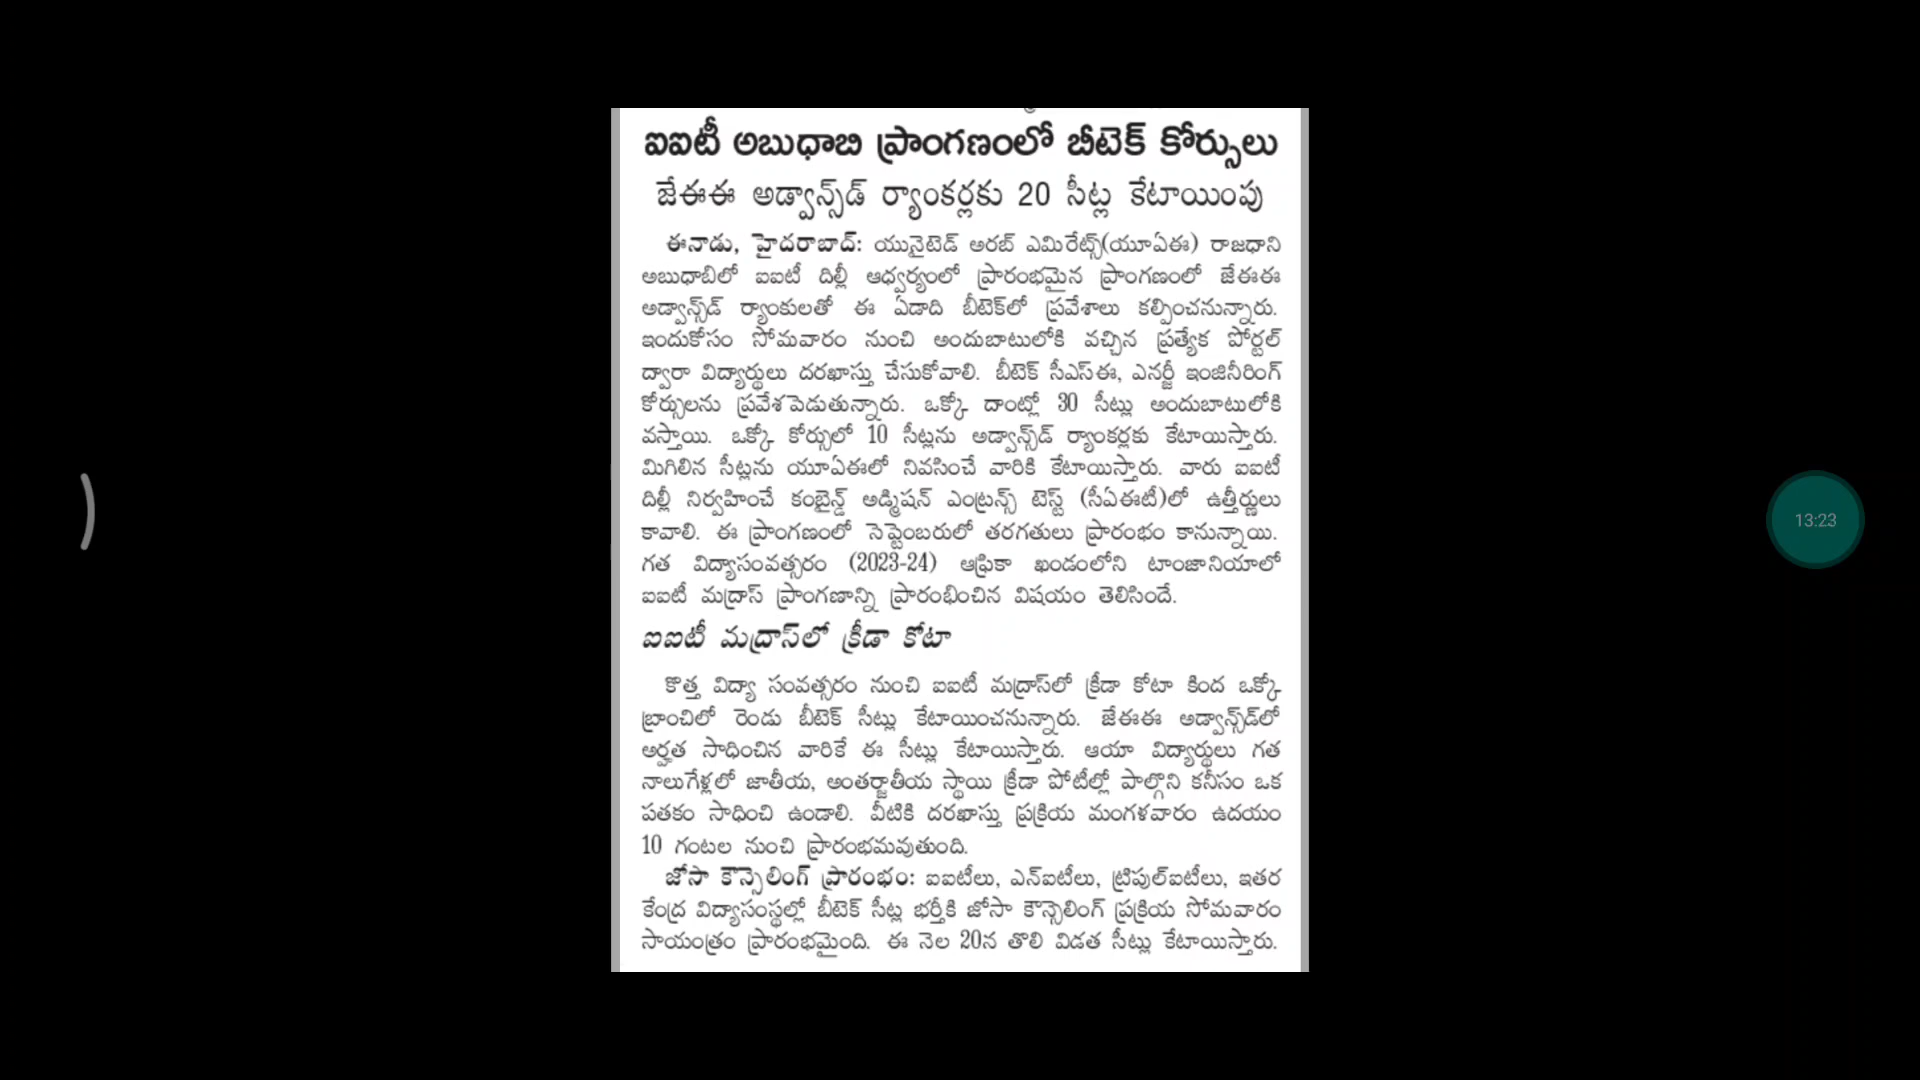 ఐఐటీ అబుధాబి ప్రాంగణంలో బీటెక్ కోర్సులు
జేఈఈ అడ్వాన్స్‌డ్ ర్యాంకర్లకు 20 సీట్ల కేటాయింపు
ఈనాడు, హైదరాబాద్: యునైటెడ్ అరబ్ ఎమిరేట్స్(యూఏఈ) రాజధాని
అబుధాబిలో ఐఐటీ దిల్లీ ఆధ్వర్యంలో ప్రారంభమైన ప్రాంగణంలో జేఈఈ
అడ్వాన్స్‌డ్ ర్యాంకులతో ఈ ఏడాది బీటెక్‌లో ప్రవేశాలు కల్పించనున్నారు.
ఇందుకోసం సోమవారం నుంచి అందుబాటులోకి వచ్చిన ప్రత్యేక పోర్టల్
ద్వారా విద్యార్థులు దరఖాస్తు చేసుకోవాలి. బీటెక్ సీఎస్ఈ, ఎనర్జీ ఇంజినీరింగ్
కోర్సులను ప్రవేశపెడుతున్నారు. ఒక్కో దాంట్లో 30 సీట్లు అందుబాటులోకి
వస్తాయి. ఒక్కో కోర్సులో 10 సీట్లను అడ్వాన్స్‌డ్ ర్యాంకర్లకు కేటాయిస్తారు.
మిగిలిన సీట్లను యూఏఈలో నివసించే వారికి కేటాయిస్తారు. వారు ఐఐటీ
దిల్లీ నిర్వహించే కంబైన్డ్ అడ్మిషన్ ఎంట్రన్స్ టెస్ట్ (సీఏఈటీ)లో ఉత్తీర్ణులు
కావాలి. ఈ ప్రాంగణంలో సెప్టెంబరులో తరగతులు ప్రారంభం కానున్నాయి.
గత విద్యాసంవత్సరం (2023-24) ఆఫ్రికా ఖండంలోని టాంజానియాలో
ఐఐటీ మద్రాస్ ప్రాంగణాన్ని ప్రారంభించిన విషయం తెలిసిందే.
ఐఐటీ మద్రాస్‌లో క్రీడా కోటా
కొత్త విద్యా సంవత్సరం నుంచి ఐఐటీ మద్రాస్‌లో క్రీడా కోటా కింద ఒక్కో
బ్రాంచిలో రెండు బీటెక్ సీట్లు కేటాయించనున్నారు. జేఈఈ అడ్వాన్స్‌డ్‌లో
అర్హత సాధించిన వారికే ఈ సీట్లు కేటాయిస్తారు. ఆయా విద్యార్థులు గత
నాలుగేళ్లలో జాతీయ, అంతర్జాతీయ స్థాయి క్రీడా పోటీల్లో పాల్గొని కనీసం ఒక
పతకం సాధించి ఉండాలి. వీటికి దరఖాస్తు ప్రక్రియ మంగళవారం ఉదయం
10 గంటల నుంచి ప్రారంభమవుతుంది.
జోసా కౌన్సెలింగ్ ప్రారంభం: ఐఐటీలు, ఎన్ఐటీలు, ట్రిపుల్ఐటీలు, ఇతర
కేంద్ర విద్యాసంస్థల్లో బీటెక్ సీట్ల భర్తీకి జోసా కౌన్సెలింగ్ ప్రక్రియ సోమవారం
సాయంత్రం ప్రారంభమైంది. ఈ నెల 20న తొలి విడత సీట్లు కేటాయిస్తారు.
13:23